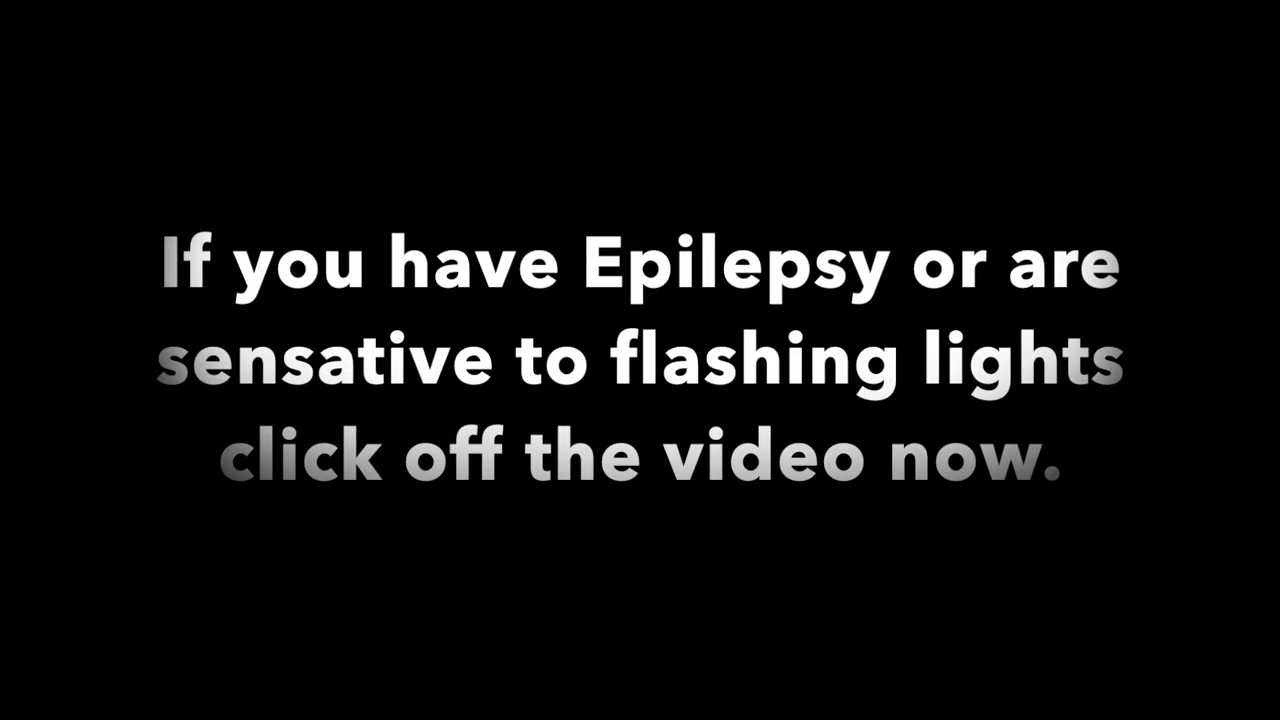 If you have Epilepsy or are
sensative to flashing lights
click off the video now.